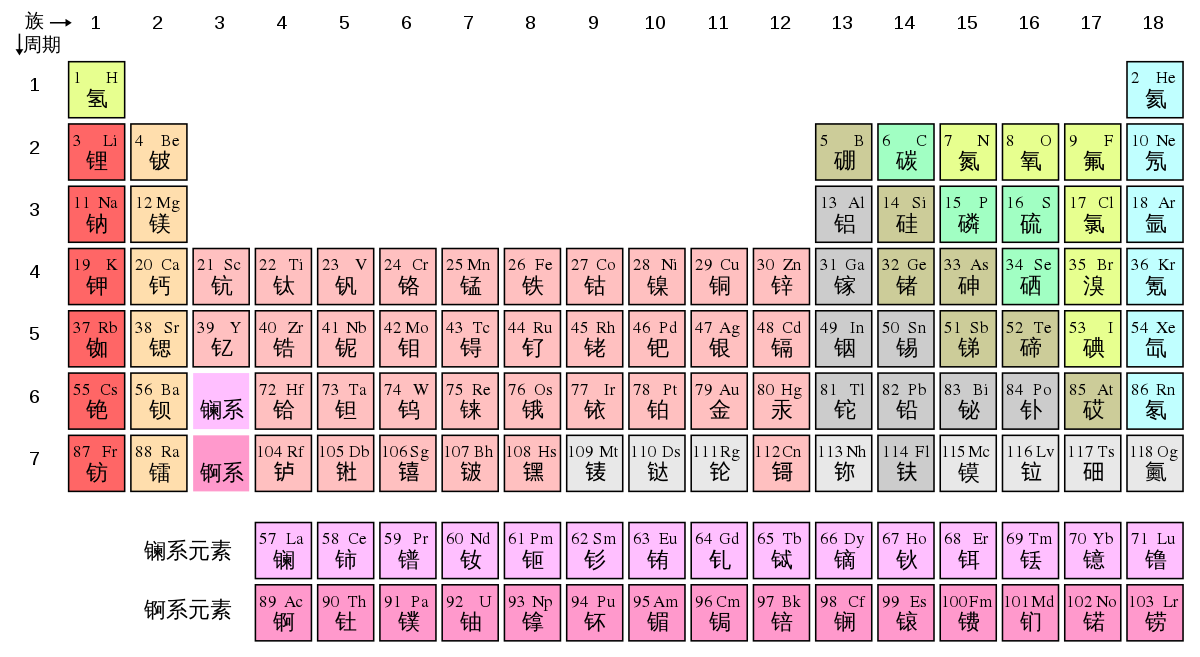 族 → 1 2 3 4 5 6 7 8 9 10 11 12 13 14 15 16 17 18
↓周期
1 1 H 氢 2 He 氦
2 3 Li 锂 4 Be 铍 5 B 硼 6 C 碳 7 N 氮 8 O 氧 9 F 氟 10 Ne 氖
3 11 Na 钠 12 Mg 镁 13 Al 铝 14 Si 硅 15 P 磷 16 S 硫 17 Cl 氯 18 Ar 氩
4 19 K 钾 20 Ca 钙 21 Sc 钪 22 Ti 钛 23 V 钒 24 Cr 铬 25 Mn 锰 26 Fe 铁 27 Co 钴 28 Ni 镍 29 Cu 铜 30 Zn 锌 31 Ga 镓 32 Ge 锗 33 As 砷 34 Se 硒 35 Br 溴 36 Kr 氪
5 37 Rb 铷 38 Sr 锶 39 Y 钇 40 Zr 锆 41 Nb 铌 42 Mo 钼 43 Tc 锝 44 Ru 钌 45 Rh 铑 46 Pd 钯 47 Ag 银 48 Cd 镉 49 In 铟 50 Sn 锡 51 Sb 锑 52 Te 碲 53 I 碘 54 Xe 氙
6 55 Cs 铯 56 Ba 钡 镧系 72 Hf 铪 73 Ta 钽 74 W 钨 75 Re 铼 76 Os 锇 77 Ir 铱 78 Pt 铂 79 Au 金 80 Hg 汞 81 Tl 铊 82 Pb 铅 83 Bi 铋 84 Po 钋 85 At 砹 86 Rn 氡
7 87 Fr 钫 88 Ra 镭 锕系 104 Rf 𬬻 105 Db 𬭊 106 Sg 𬭳 107 Bh 𬭛 108 Hs 𬭶 109 Mt 鿏 110 Ds 𫟼 111 Rg 𬬭 112 Cn 鿔 113 Nh 鿭 114 Fl 𫓧 115 Mc 镆 116 Lv 𫟷 117 Ts 鿬 118 Og 鿫
镧系元素 57 La 镧 58 Ce 铈 59 Pr 镨 60 Nd 钕 61 Pm 钷 62 Sm 钐 63 Eu 铕 64 Gd 钆 65 Tb 铽 66 Dy 镝 67 Ho 钬 68 Er 铒 69 Tm 铥 70 Yb 镱 71 Lu 镥
锕系元素 89 Ac 锕 90 Th 钍 91 Pa 镤 92 U 铀 93 Np 镎 94 Pu 钚 95 Am 镅 96 Cm 锔 97 Bk 锫 98 Cf 锎 99 Es 锿 100 Fm 镄 101 Md 钔 102 No 锘 103 Lr 铹